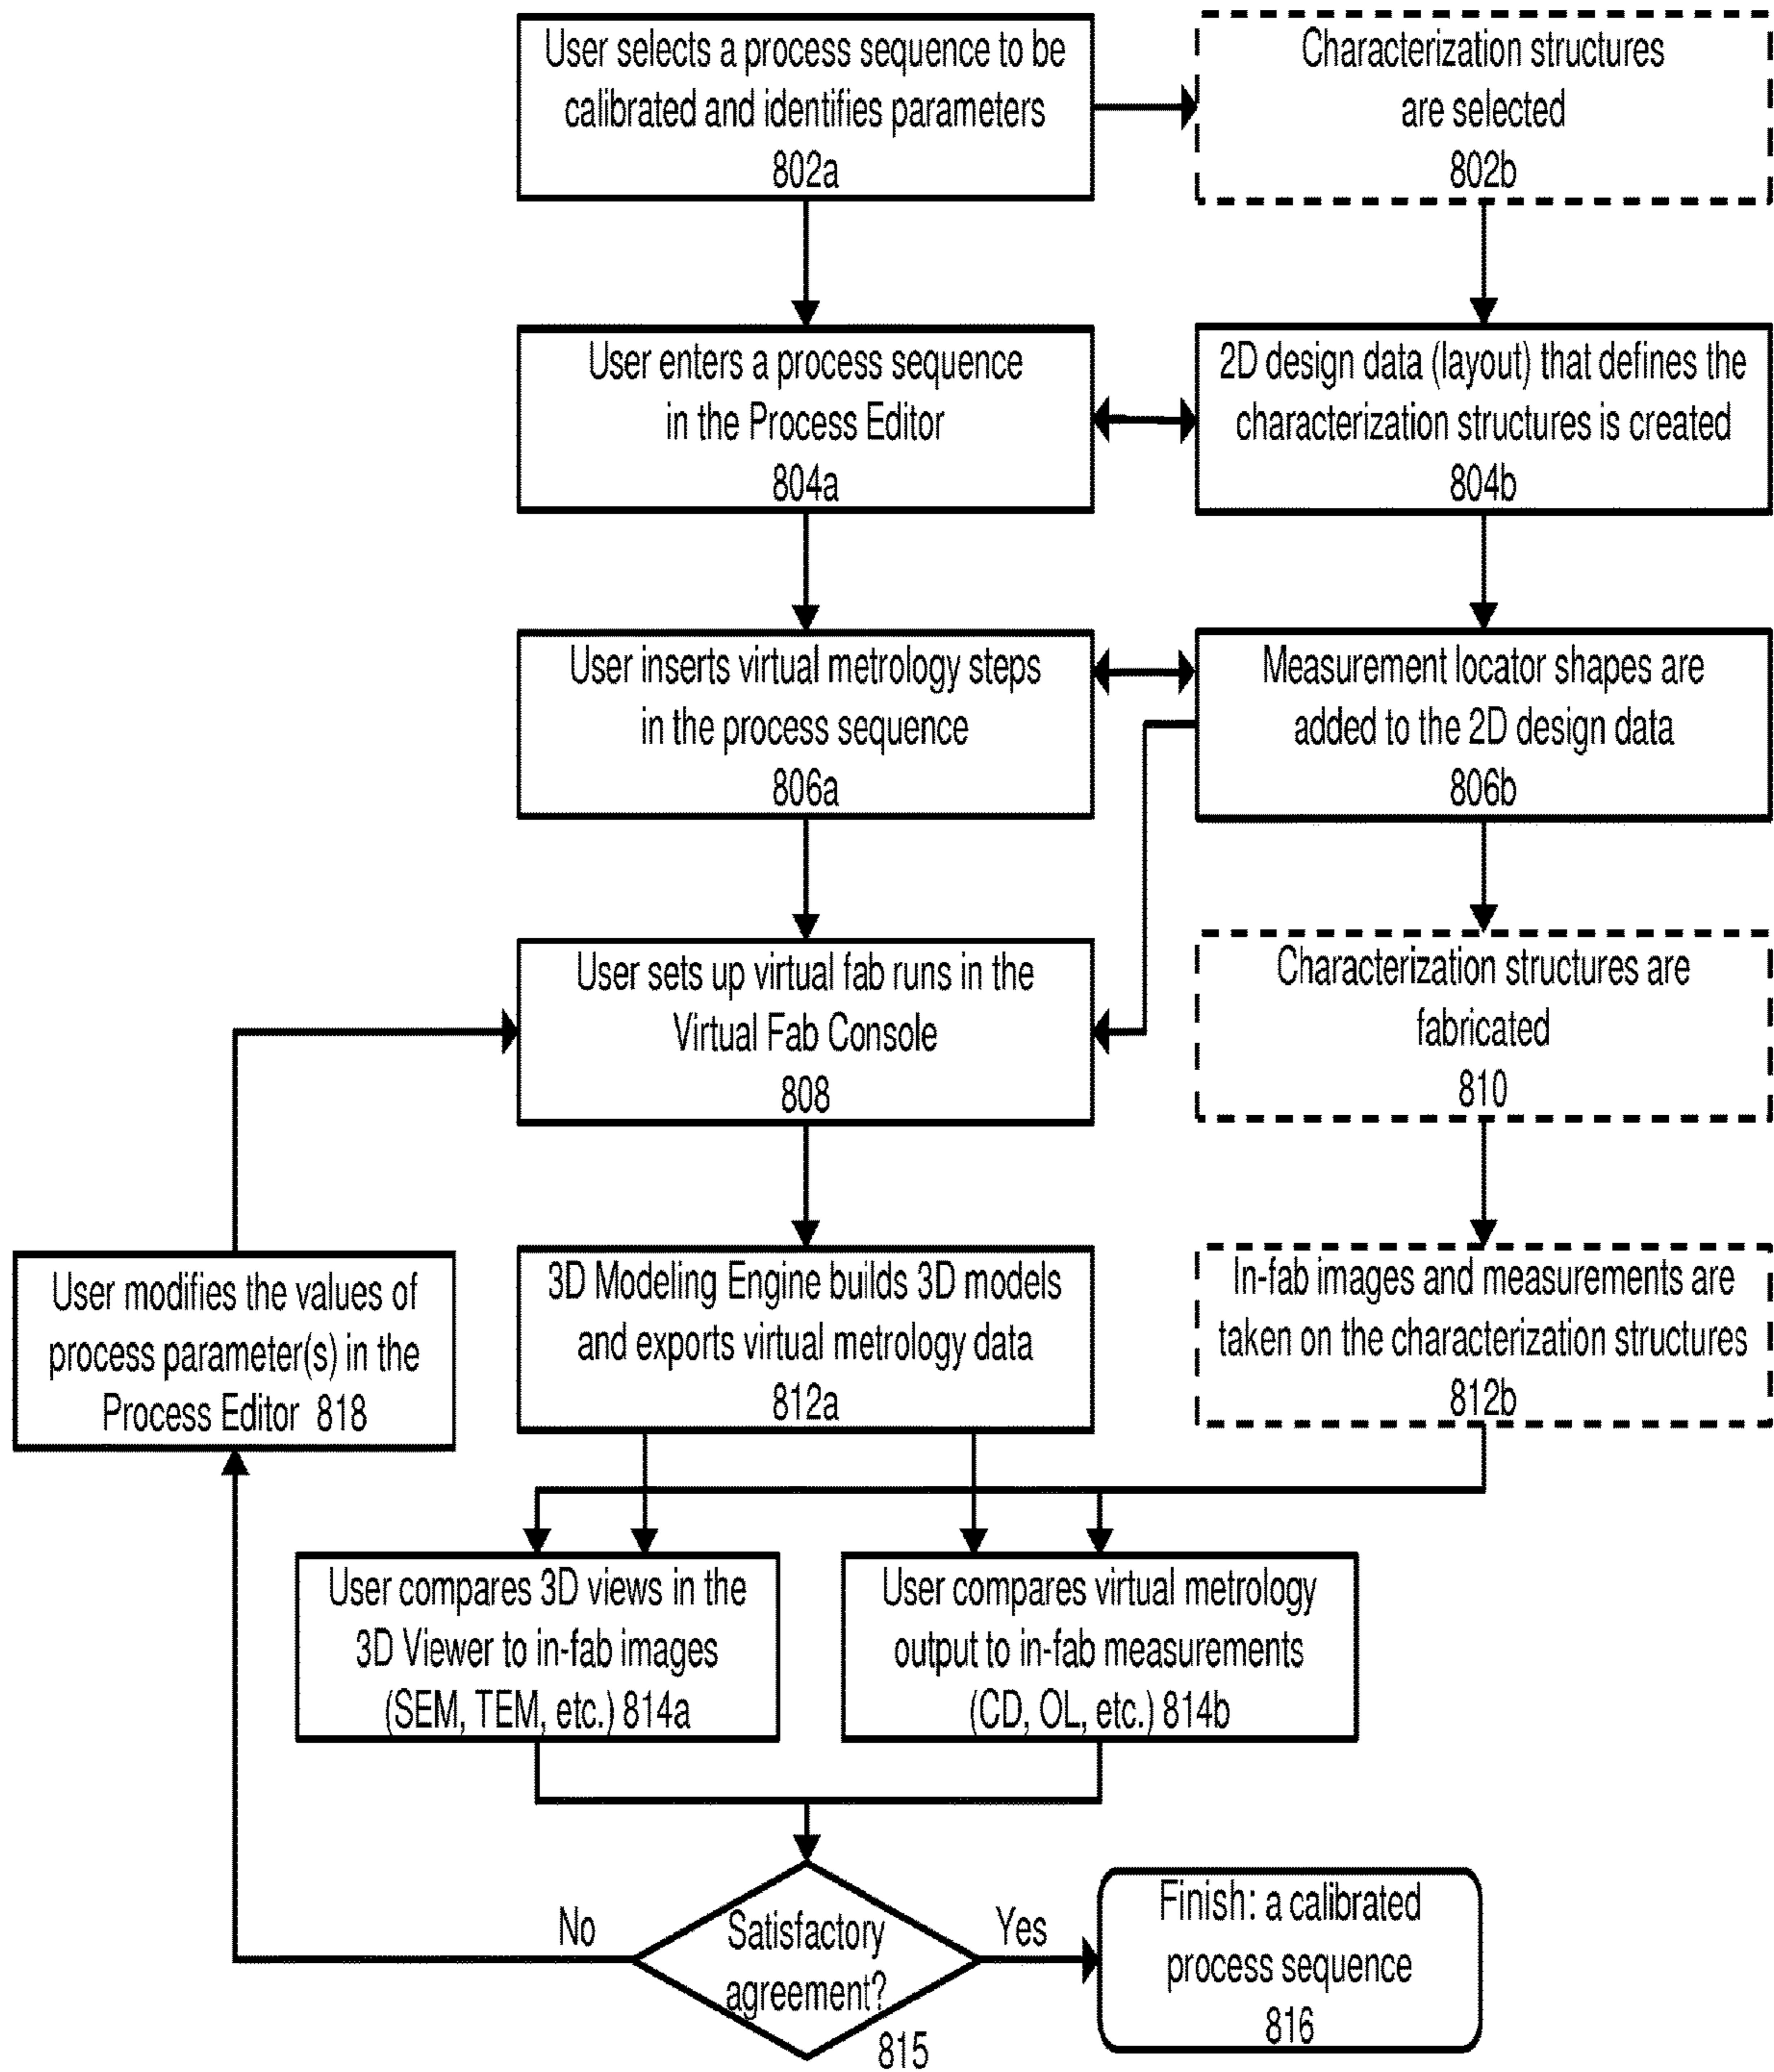 User selects a process sequence to be
calibrated and identifies parameters
802a
Characterization structures
are selected
802b
User enters a process sequence
in the Process Editor
804a
2D design data (layout) that defines the
characterization structures is created
804b
User inserts virtual metrology steps
in the process sequence
806a
Measurement locator shapes are
added to the 2D design data
806b
User sets up virtual fab runs in the
Virtual Fab Console
808
Characterization structures are
fabricated
810
User modifies the values of
process parameter(s) in the
Process Editor 818
3D Modeling Engine builds 3D models
and exports virtual metrology data
812a
In-fab images and measurements are
taken on the characterization structures
812b
User compares 3D views in the
3D Viewer to in-fab images
(SEM, TEM, etc.) 814a
User compares virtual metrology
output to in-fab measurements
(CD, OL, etc.) 814b
No
Satisfactory
agreement?
815
Yes
Finish: a calibrated
process sequence
816